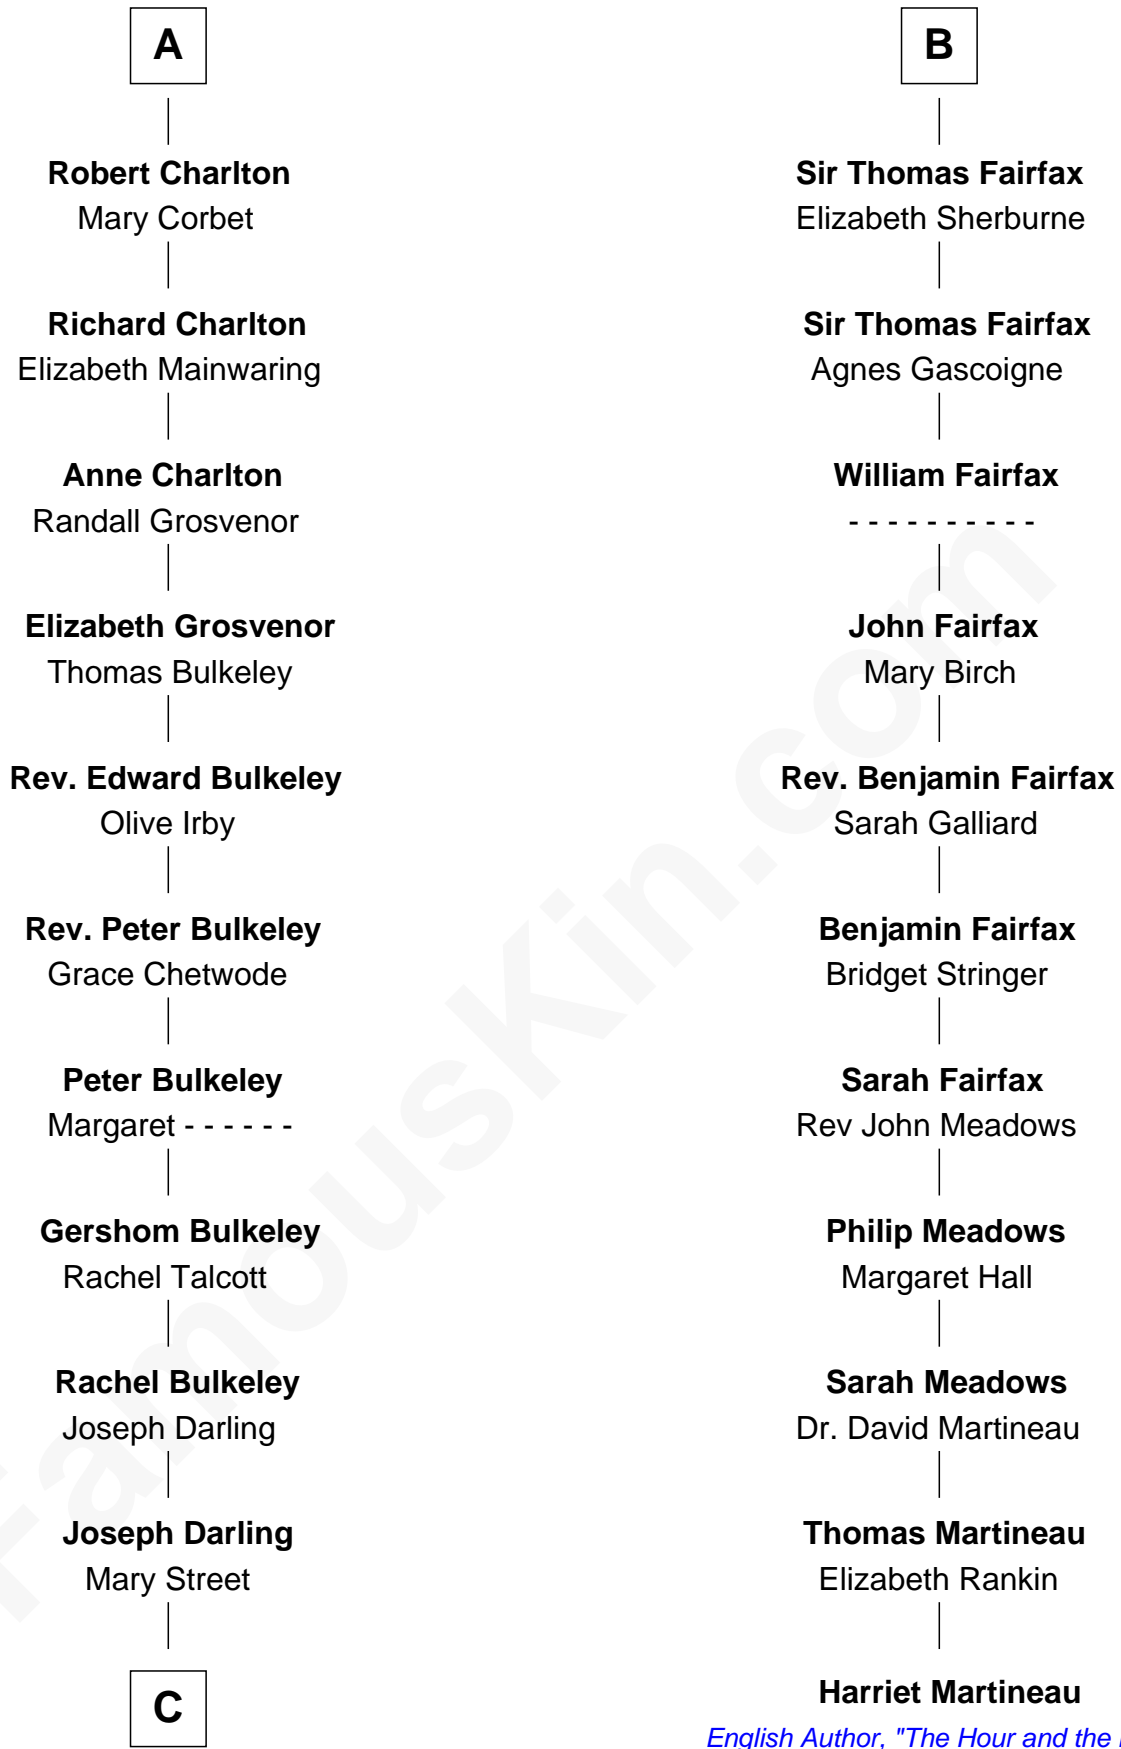 A
Robert Charlton
Mary Corbet
Richard Charlton
Elizabeth Mainwaring
Anne Charlton
Randall Grosvenor
Elizabeth Grosvenor
Thomas Bulkeley
Rev. Edward Bulkeley
Olive Irby
Rev. Peter Bulkeley
Grace Chetwode
Peter Bulkeley
Margaret - - - - - -
Gershom Bulkeley
Rachel Talcott
Rachel Bulkeley
Joseph Darling
Joseph Darling
Mary Street
C
B
Sir Thomas Fairfax
Elizabeth Sherburne
Sir Thomas Fairfax
Agnes Gascoigne
William Fairfax
- - - - - - - - - -
John Fairfax
Mary Birch
Rev. Benjamin Fairfax
Sarah Galliard
Benjamin Fairfax
Bridget Stringer
Sarah Fairfax
Rev John Meadows
Philip Meadows
Margaret Hall
Sarah Meadows
Dr. David Martineau
Thomas Martineau
Elizabeth Rankin
Harriet Martineau
English Author, "The Hour and the
FamousKin.com